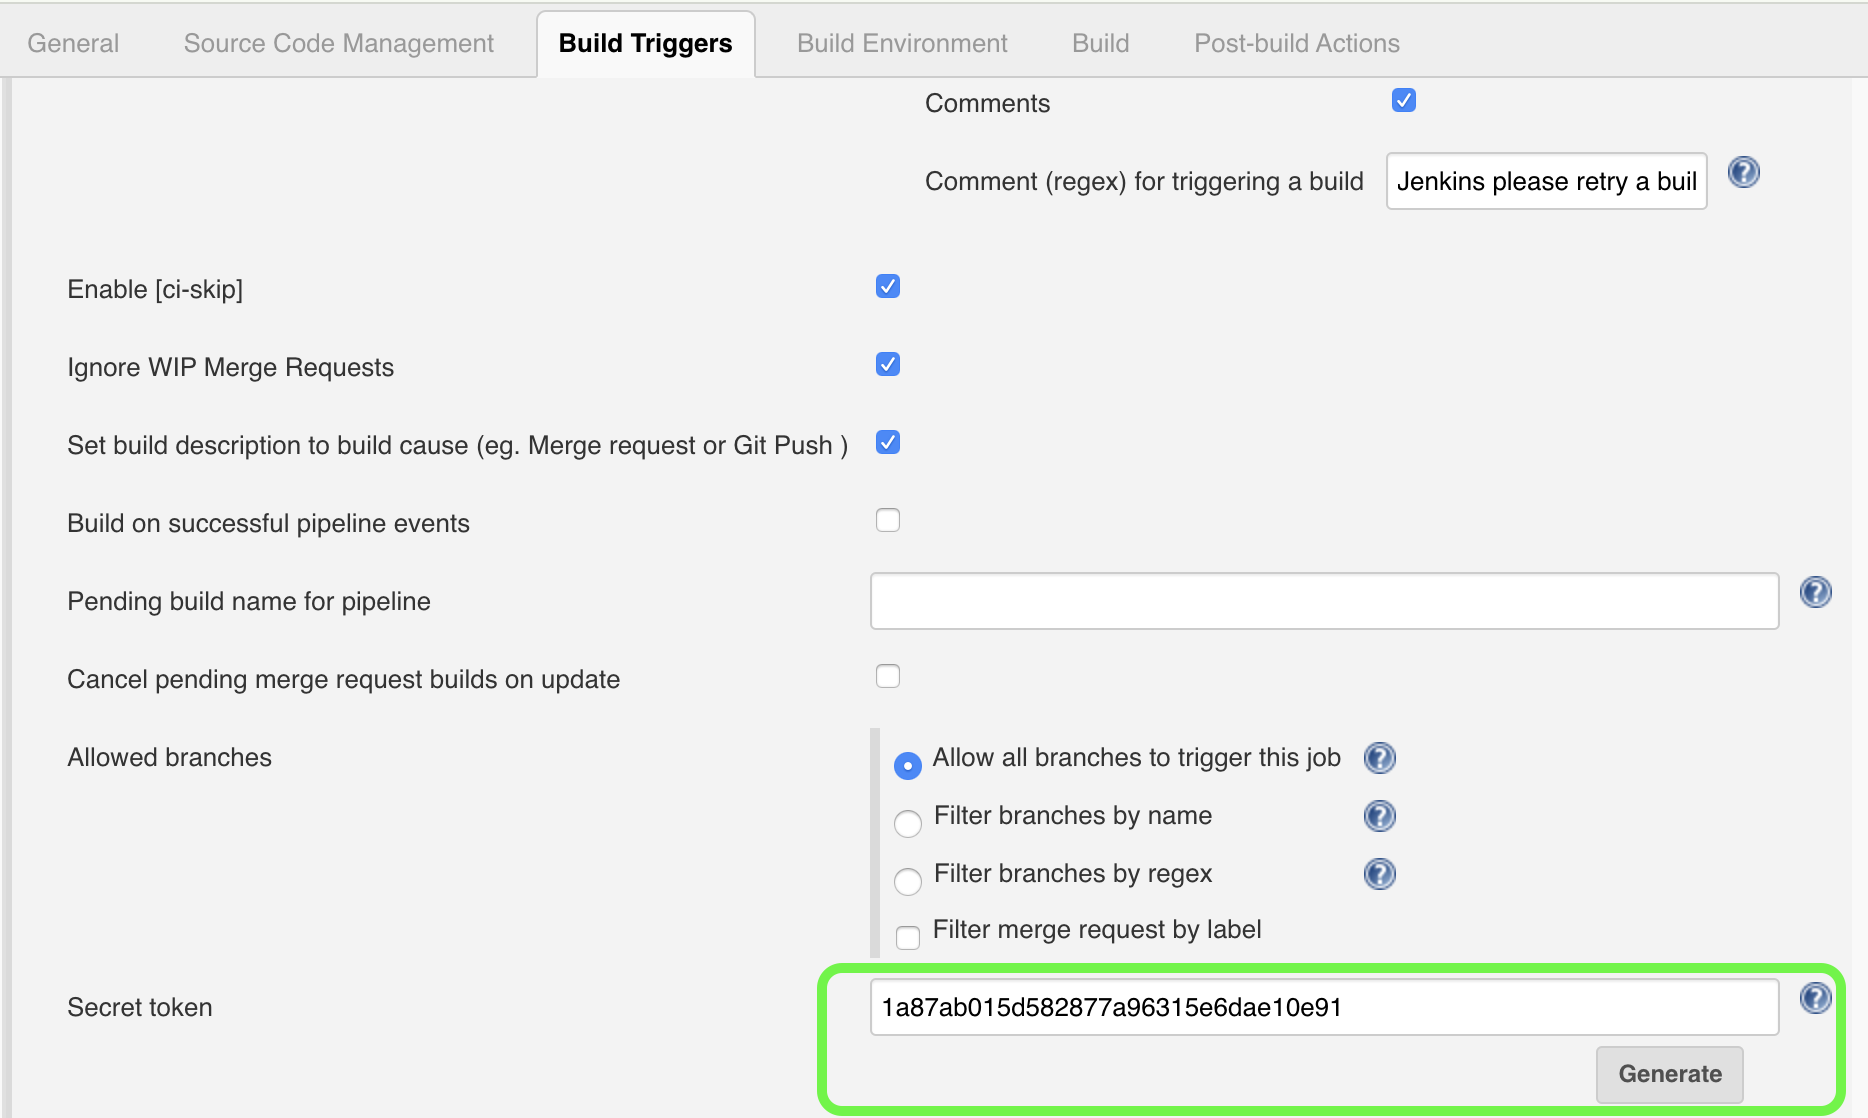 General Source Code Management Build Triggers Build Environment Build Post-build Actions
Comments
Comment (regex) for triggering a build Jenkins please retry a buil ?
Enable [ci-skip]
Ignore WIP Merge Requests
Set build description to build cause (eg. Merge request or Git Push )
Build on successful pipeline events
Pending build name for pipeline ?
Cancel pending merge request builds on update
Allowed branches Allow all branches to trigger this job ?
Filter branches by name ?
Filter branches by regex ?
Filter merge request by label
Secret token 1a87ab015d582877a96315e6dae10e91 ?
Generate